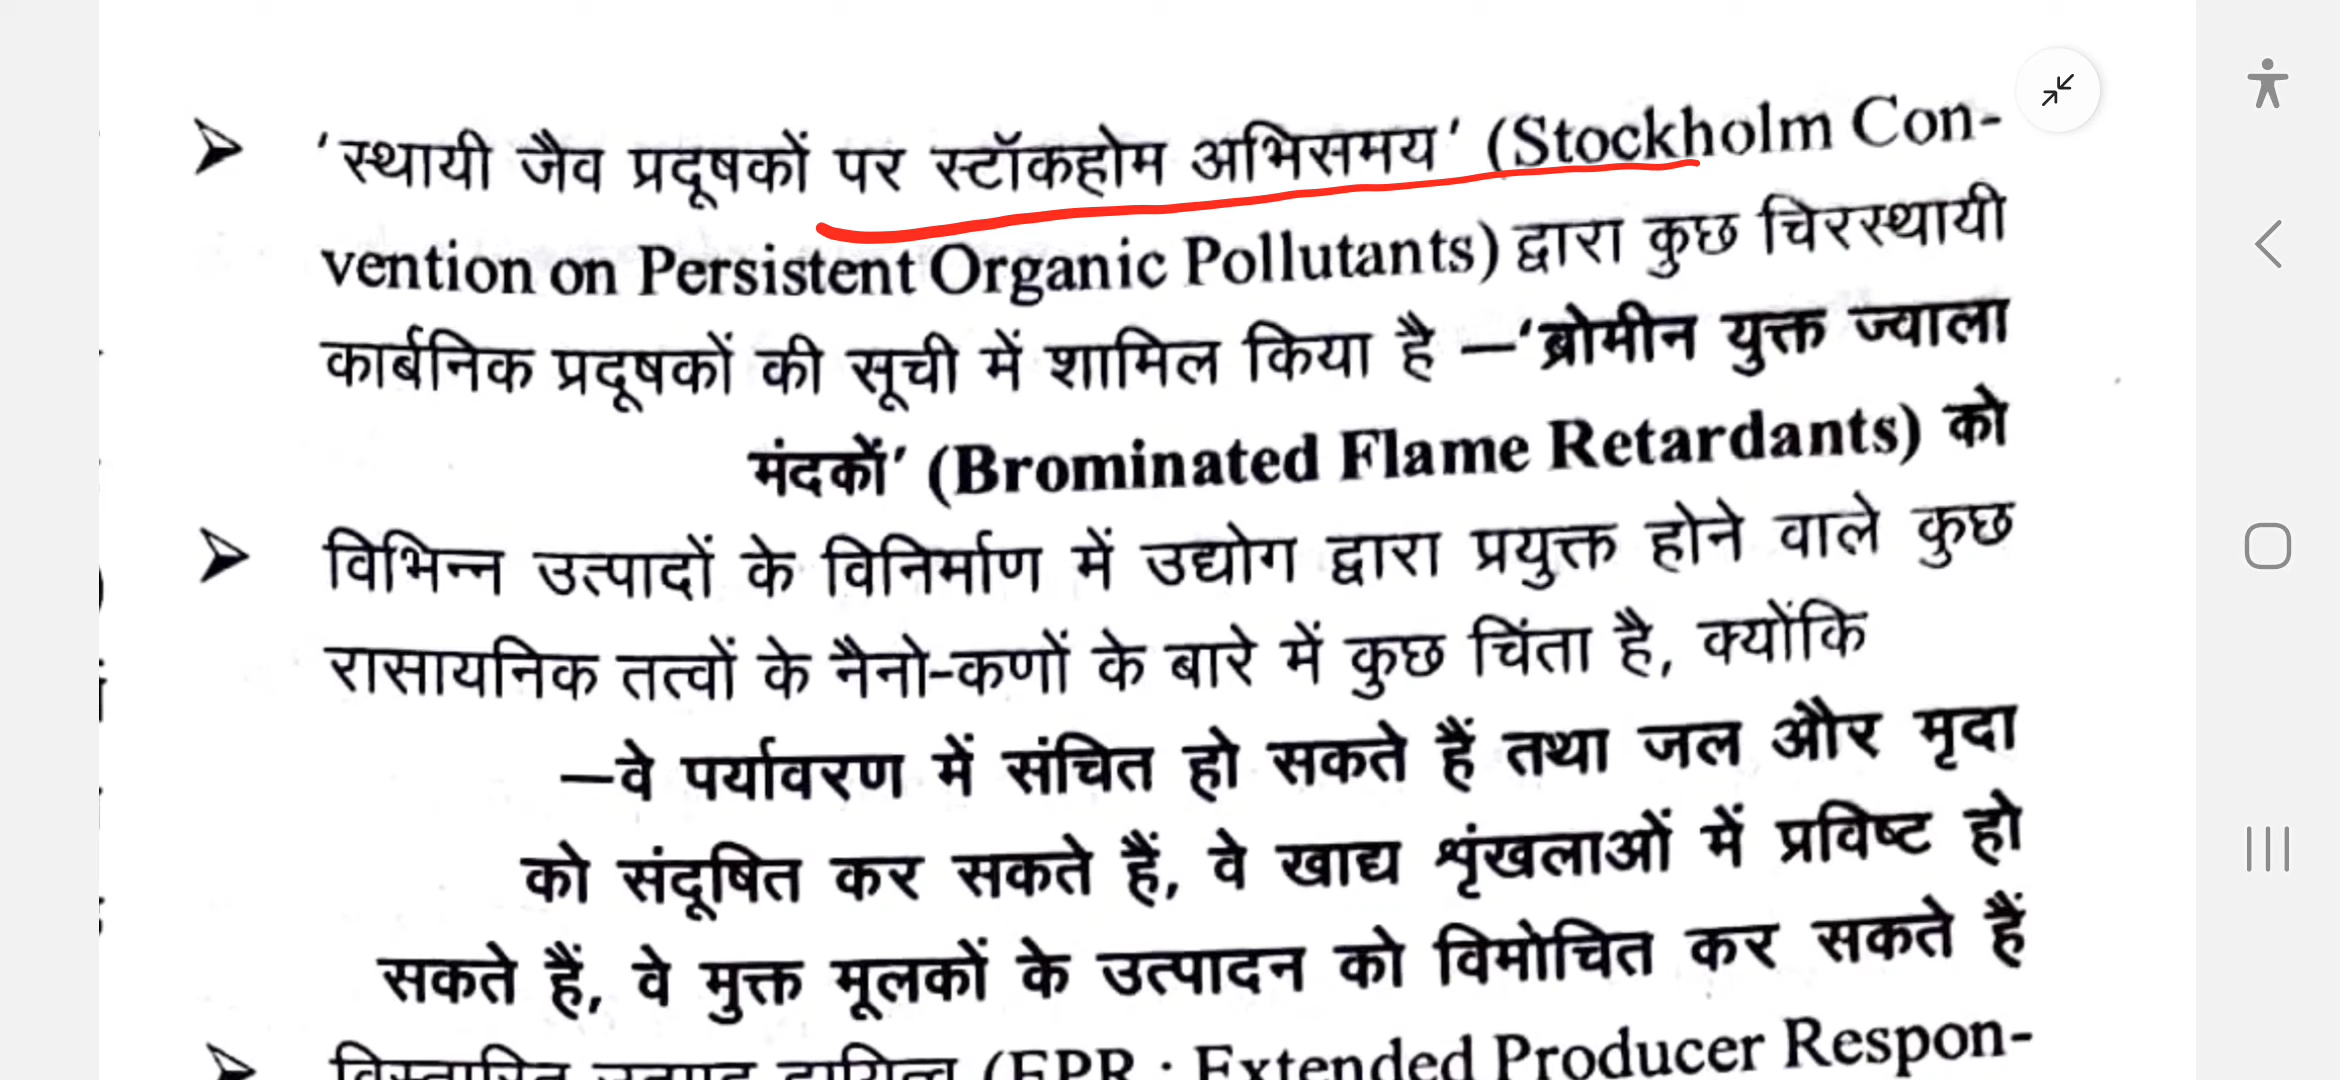 ➤ 'स्थायी जैव प्रदूषकों पर स्टॉकहोम अभिसमय' (Stockholm Con-
vention on Persistent Organic Pollutants) द्वारा कुछ चिरस्थायी
कार्बनिक प्रदूषकों की सूची में शामिल किया है —'ब्रोमीन युक्त ज्वाला
मंदकों' (Brominated Flame Retardants) को
➤ विभिन्न उत्पादों के विनिर्माण में उद्योग द्वारा प्रयुक्त होने वाले कुछ
रासायनिक तत्वों के नैनो-कणों के बारे में कुछ चिंता है, क्योंकि
—वे पर्यावरण में संचित हो सकते हैं तथा जल और मृदा
को संदूषित कर सकते हैं, वे खाद्य शृंखलाओं में प्रविष्ट हो
सकते हैं, वे मुक्त मूलकों के उत्पादन को विमोचित कर सकते हैं
➤ विस्तारित उत्पाद दायित्व (EPR : Extended Producer Respon-